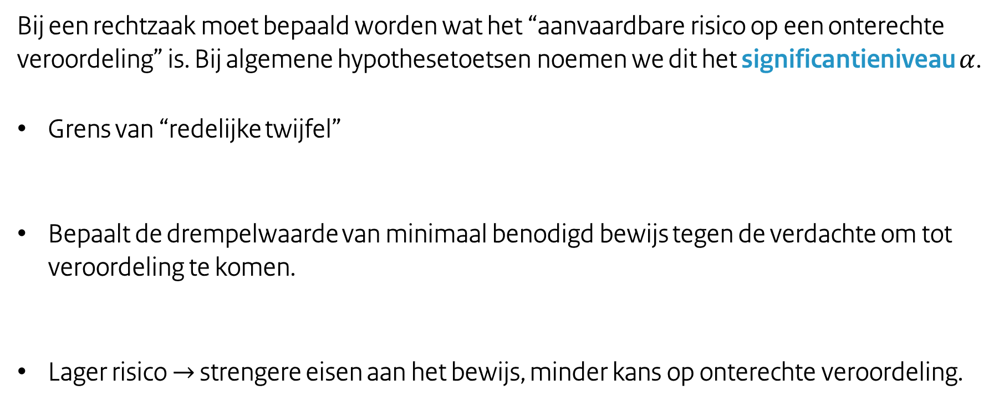 Bij een rechtzaak moet bepaald worden wat het “aanvaardbare risico op een onterechte
veroordeling” is. Bij algemene hypothesetoetsen noemen we dit het significantieniveau α.
• Grens van “redelijke twijfel”
• Bepaalt de drempelwaarde van minimaal benodigd bewijs tegen de verdachte om tot
veroordeling te komen.
• Lager risico → strengere eisen aan het bewijs, minder kans op onterechte veroordeling.